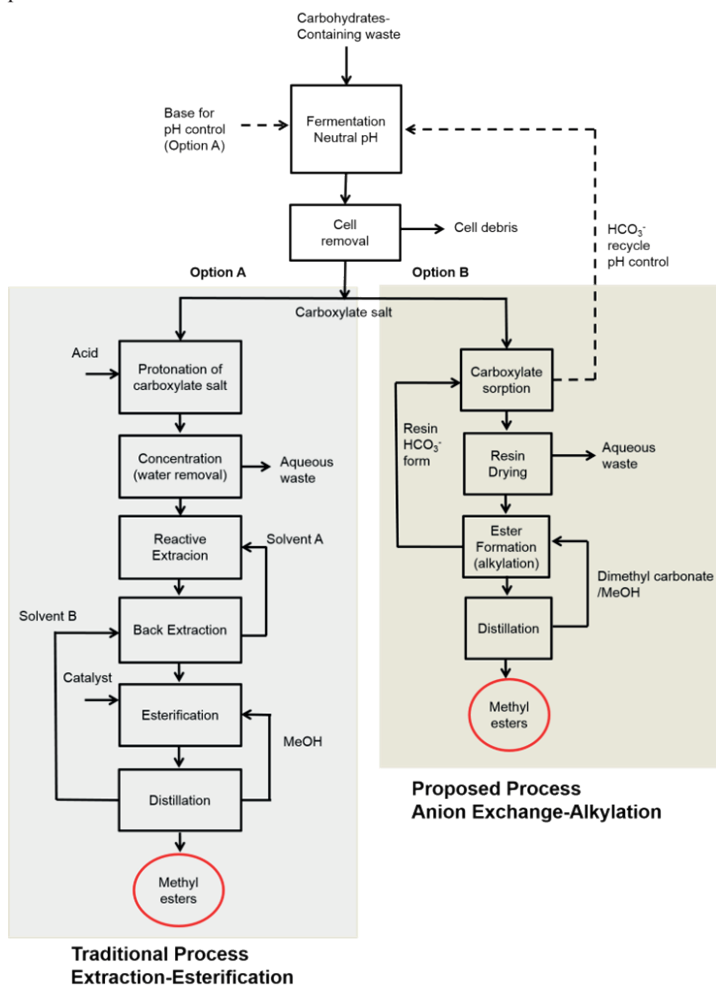 Carbohydrates-
Containing waste
Base for
pH control
(Option A)
Fermentation
Neutral pH
Cell
removal
Cell debris
HCO₃⁻
recycle
pH control
Option A
Option B
Carboxylate salt
Acid
Protonation of
carboxylate salt
Concentration
(water removal)
Aqueous
waste
Reactive
Extracion
Solvent A
Solvent B
Back Extraction
Catalyst
Esterification
MeOH
Distillation
Methyl
esters
Traditional Process
Extraction-Esterification
Carboxylate
sorption
Resin
HCO₃⁻
form
Resin
Drying
Aqueous
waste
Ester
Formation
(alkylation)
Dimethyl carbonate
/MeOH
Distillation
Methyl
esters
Proposed Process
Anion Exchange-Alkylation